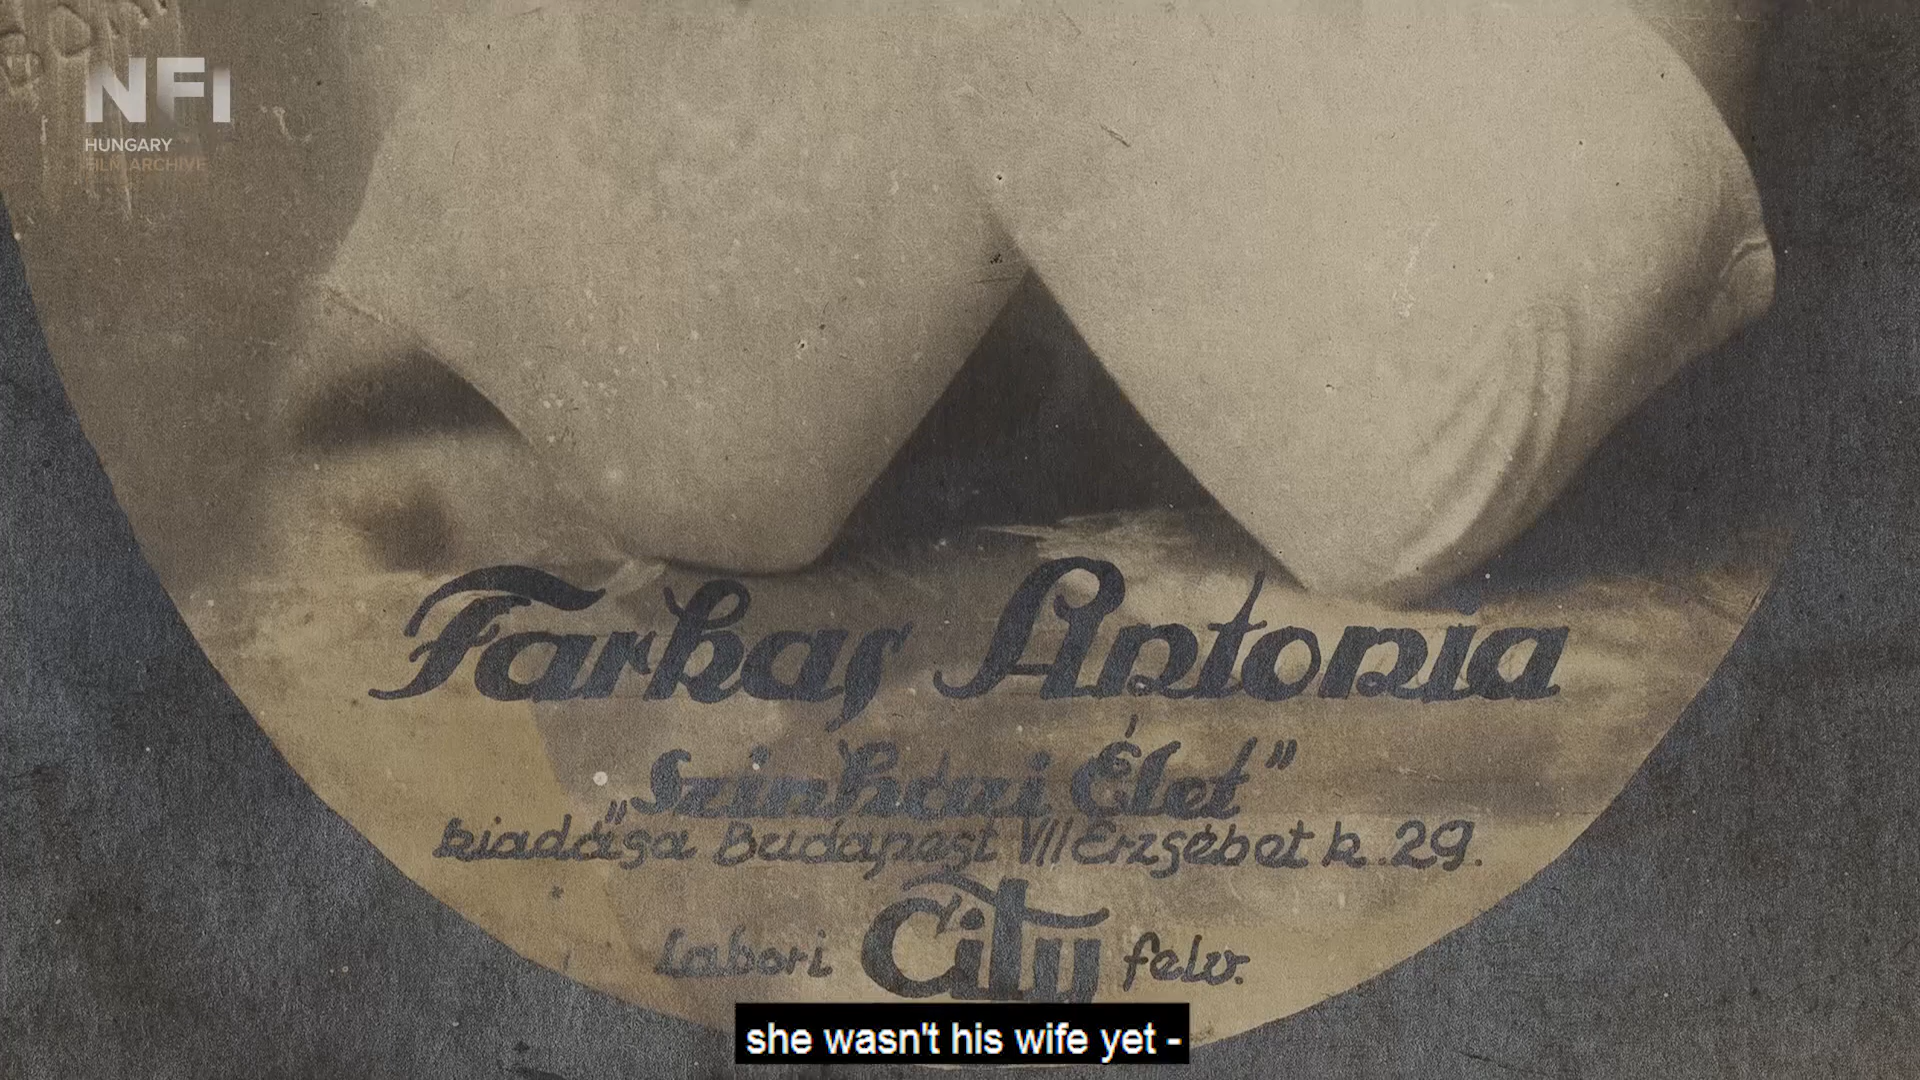 NFI
HUNGARY
FILM ARCHIVE
Farkas Antonia
„Szinházi Élet”
kiadása Budapest VII Erzsébet k. 29.
Labori City felv.
she wasn't his wife yet -